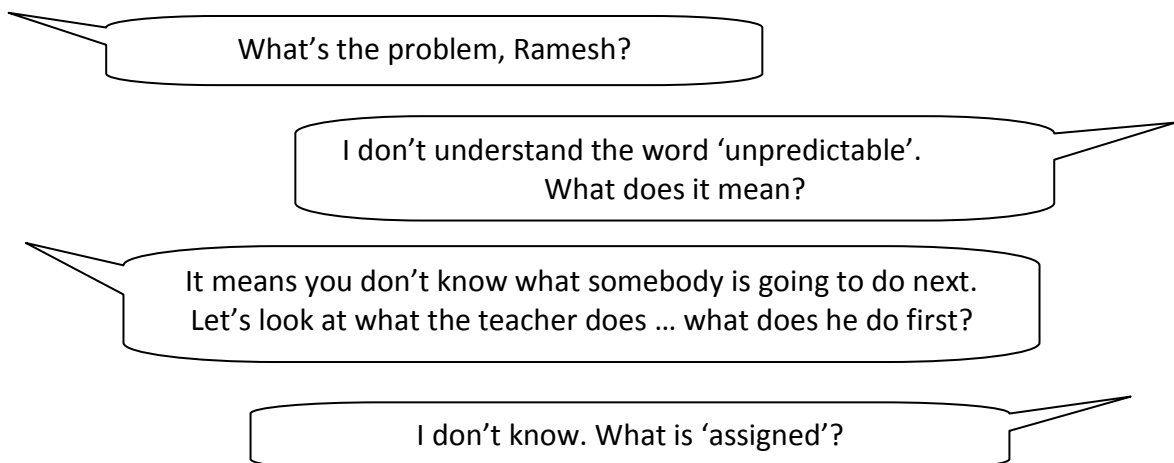 What’s the problem, Ramesh?
I don’t understand the word ‘unpredictable’.
What does it mean?
It means you don’t know what somebody is going to do next.
Let’s look at what the teacher does … what does he do first?
I don’t know. What is ‘assigned’?